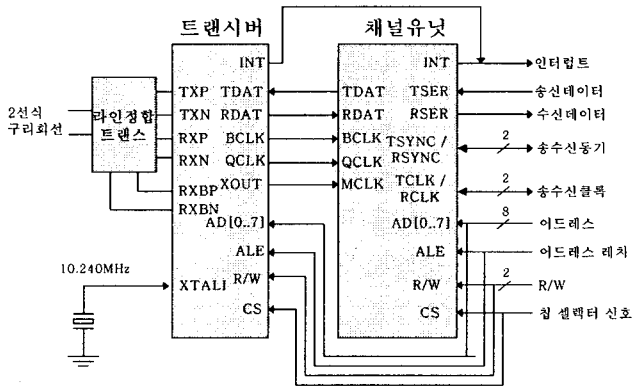 트랜시버
채널유닛
INT
INT
인터럽트
TXP
TDAT
TDAT
TSER
송신데이터
2선식
구리회선
라인정합
트랜스
TXN
RDAT
RDAT
RSER
수신데이터
RXP
BCLK
BCLK
TSYNC /
RSYNC
2
송수신동기
RXN
QCLK
QCLK
XOUT
MCLK
TCLK /
RCLK
2
송수신클록
RXBP
RXBN
AD[0..7]
AD[0..7]
8
어드레스
ALE
ALE
어드레스 래치
10.240MHz
XTALI
R/W
R/W
2
R/W
CS
CS
칩 셀렉터 신호